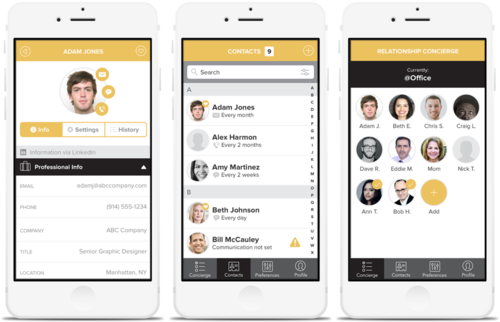 ADAM JONES
Info
Settings
History
Information via LinkedIn
Professional Info
EMAIL adamj@abccompany.com
PHONE (914) 555-1234
COMPANY ABC Company
TITLE Senior Graphic Designer
LOCATION Manhattan, NY
CONTACTS 9
Search
A
Adam Jones
Every month
Alex Harmon
Every 2 months
Amy Martinez
Every 2 weeks
B
Beth Johnson
Every day
Bill McCauley
Communication not set
A
B
C
D
E
F
G
H
I
J
K
L
M
N
O
P
Q
R
S
T
U
V
W
X
Concierge
Contacts
Preferences
Profile
RELATIONSHIP CONCIERGE
Currently:
@Office
Adam J. Beth E. Chris S. Craig L.
Dave R. Eddie M. Mom Nick T.
Ann T. Bob H. Add
Concierge
Contacts
Preferences
Profile